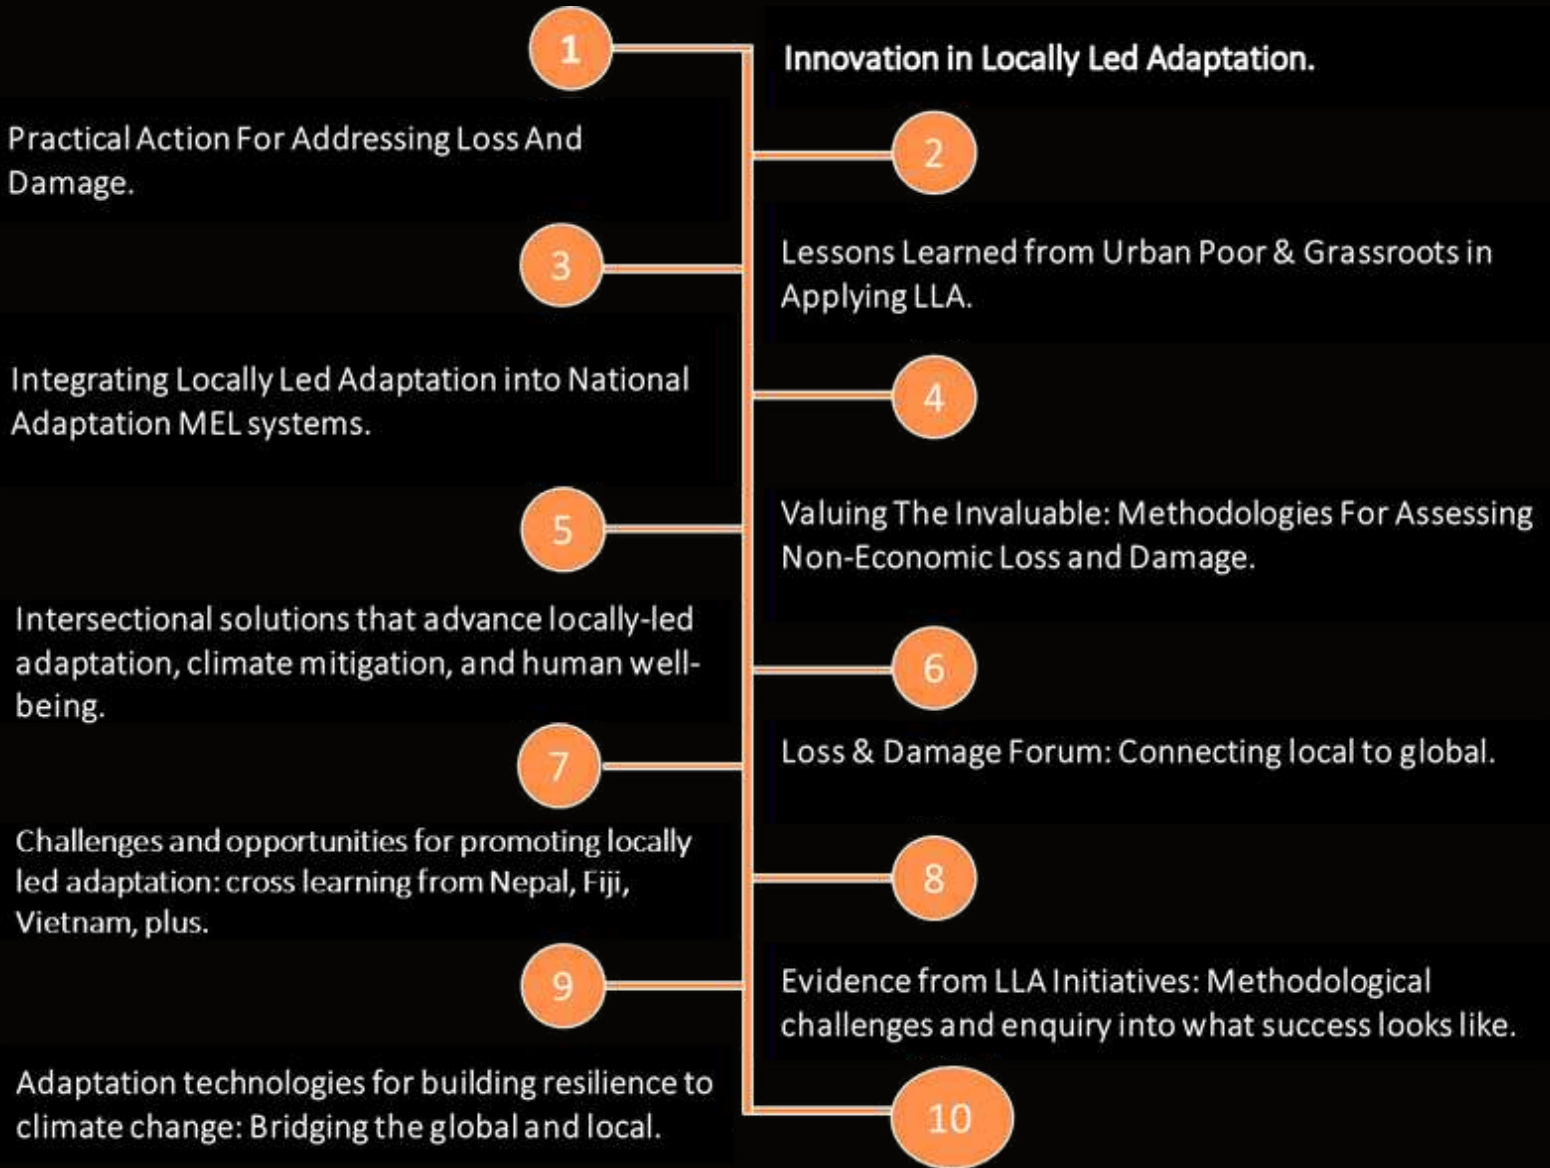 1
Innovation in Locally Led Adaptation.
2
Practical Action For Addressing Loss And
Damage.
3
Lessons Learned from Urban Poor & Grassroots in
Applying LLA.
4
Integrating Locally Led Adaptation into National
Adaptation MEL systems.
5
Valuing The Invaluable: Methodologies For Assessing
Non-Economic Loss and Damage.
6
Intersectional solutions that advance locally-led
adaptation, climate mitigation, and human well-
being.
7
Loss & Damage Forum: Connecting local to global.
8
Challenges and opportunities for promoting locally
led adaptation: cross learning from Nepal, Fiji,
Vietnam, plus.
9
Evidence from LLA Initiatives: Methodological
challenges and enquiry into what success looks like.
10
Adaptation technologies for building resilience to
climate change: Bridging the global and local.